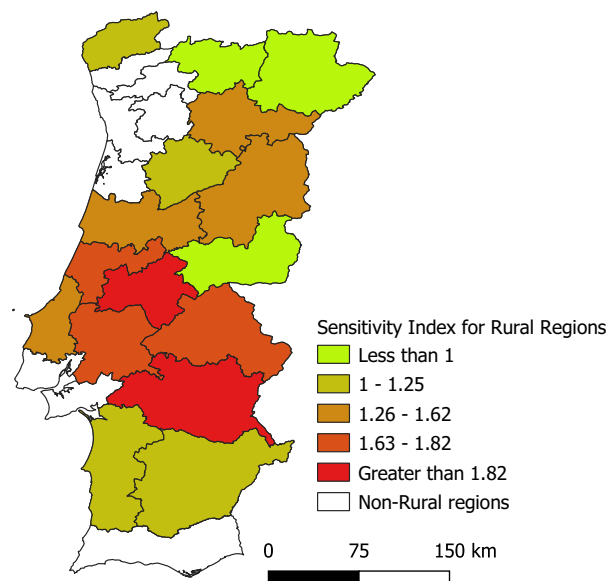 Sensitivity Index for Rural Regions
Less than 1
1 - 1.25
1.26 - 1.62
1.63 - 1.82
Greater than 1.82
Non-Rural regions
0 75 150 km